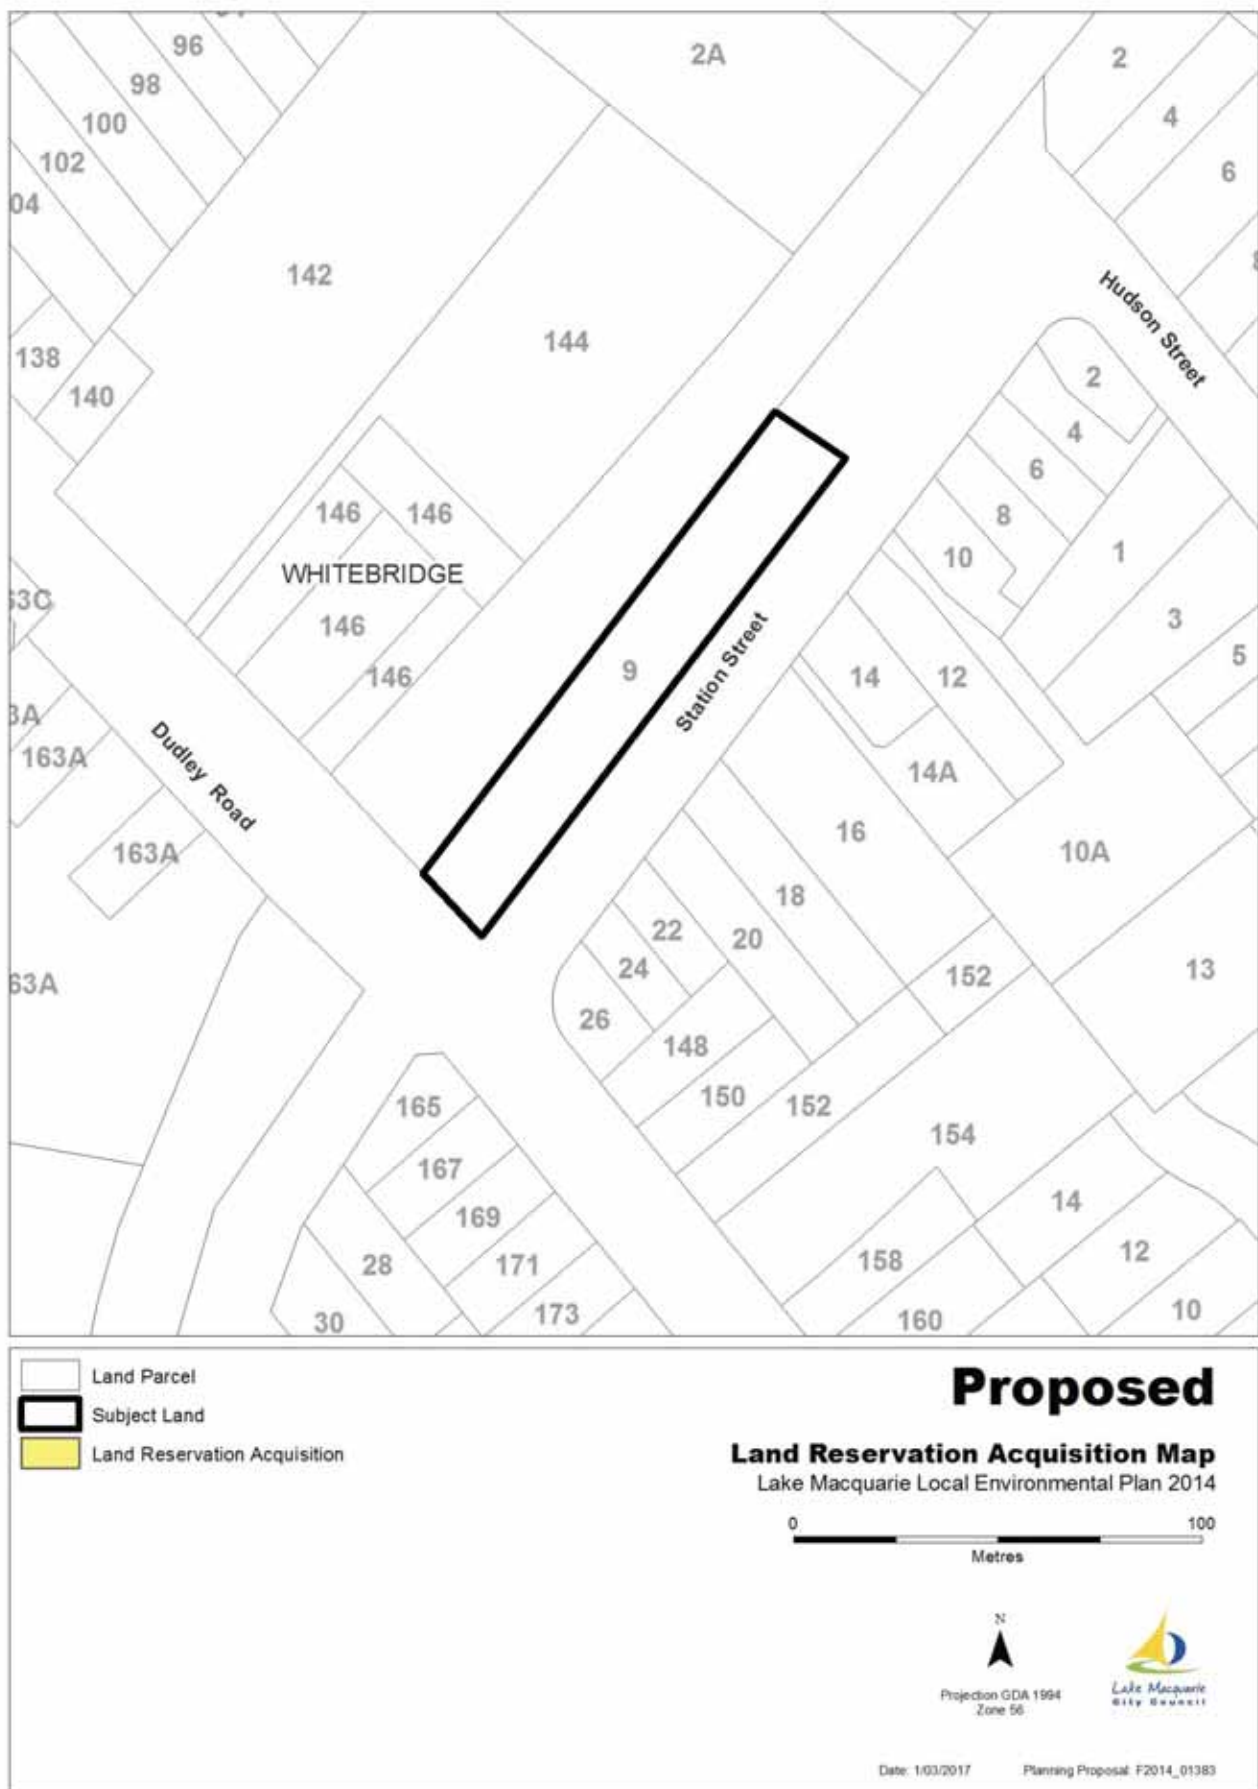 96
2A
2
98
4
100
102
6
04
142
Hudson Street
144
138
140
2
4
6
146
146
8
10
1
WHITEBRIDGE
63C
3
146
5
9
Station Street
146
14
12
3A
163A
Dudley Road
14A
16
163A
10A
18
22
20
24
152
13
63A
26
148
150
152
165
154
167
14
169
12
28
171
158
10
30
173
160
Land Parcel
Subject Land
Land Reservation Acquisition
Proposed
Land Reservation Acquisition Map
Lake Macquarie Local Environmental Plan 2014
0 100
Metres
N
Projection GDA 1994
Zone 56
Lake Macquarie
City Council
Date: 1/03/2017 Planning Proposal: F2014_01383